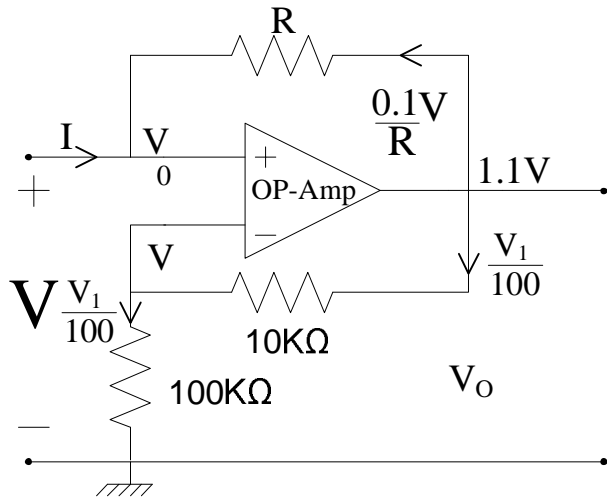 R
0.1V
R
I
V
0
+
OP-Amp
1.1V
+
−
V
V
V1
100
V1
100
10KΩ
100KΩ
VO
−